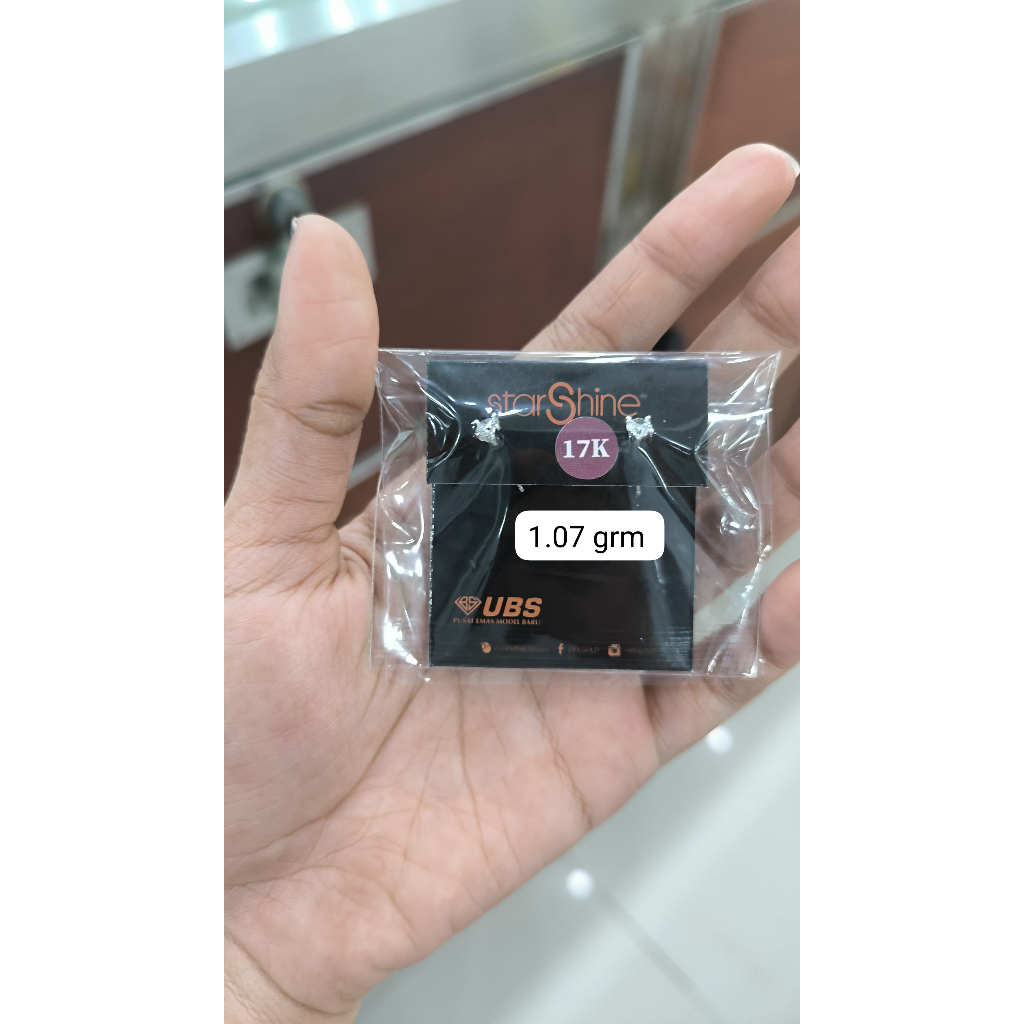 starShine
17K
1.07 grm
UBS
PUSAT EMAS MODEL BARU